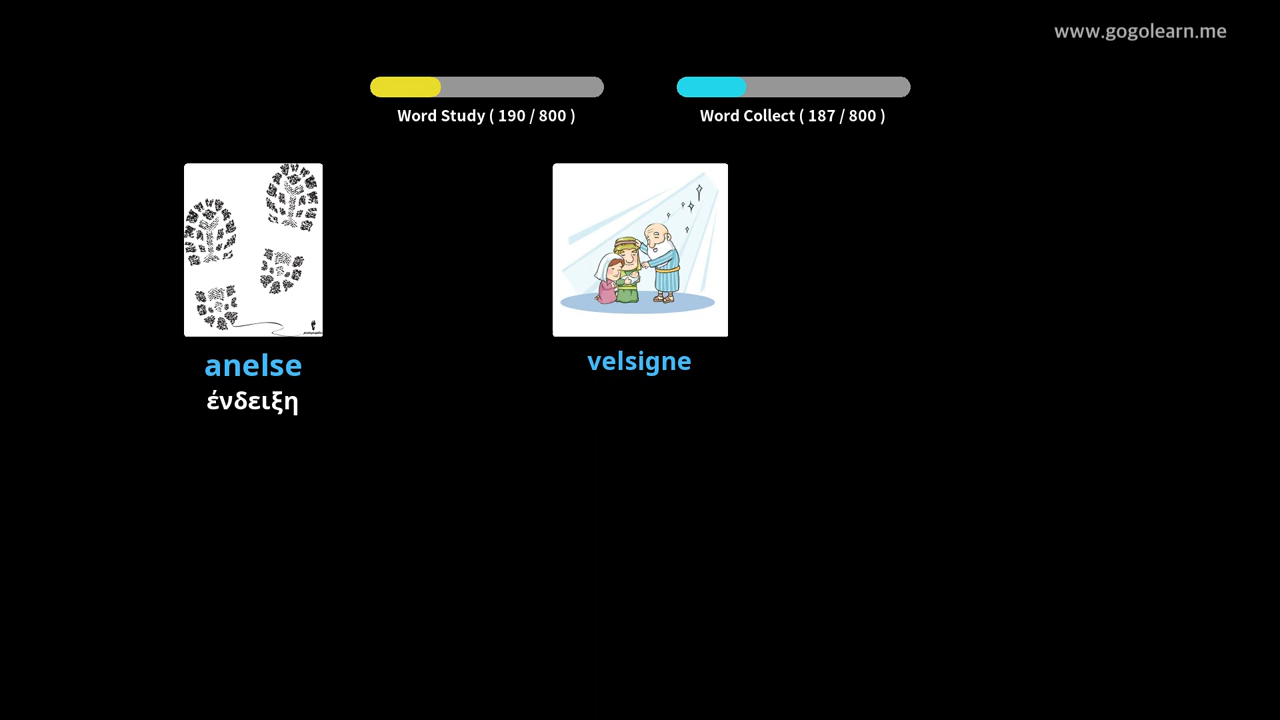 www.gogolearn.me
Word Study ( 190 / 800 )
Word Collect ( 187 / 800 )
anelse
ένδειξη
velsigne